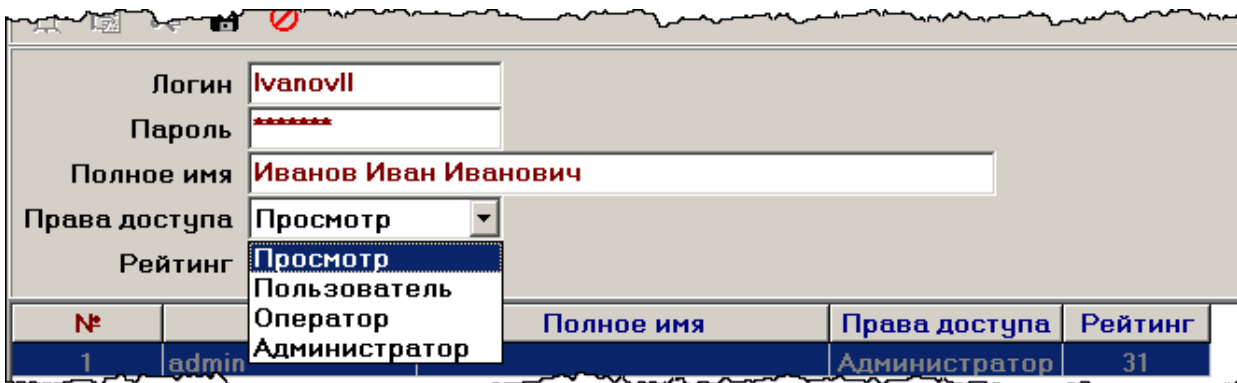 Логин IvanovII
Пароль *******
Полное имя Иванов Иван Иванович
Права доступа Просмотр
Рейтинг Просмотр
Пользователь
Оператор
Администратор
№ Полное имя Права доступа Рейтинг
1 admin Администратор 31